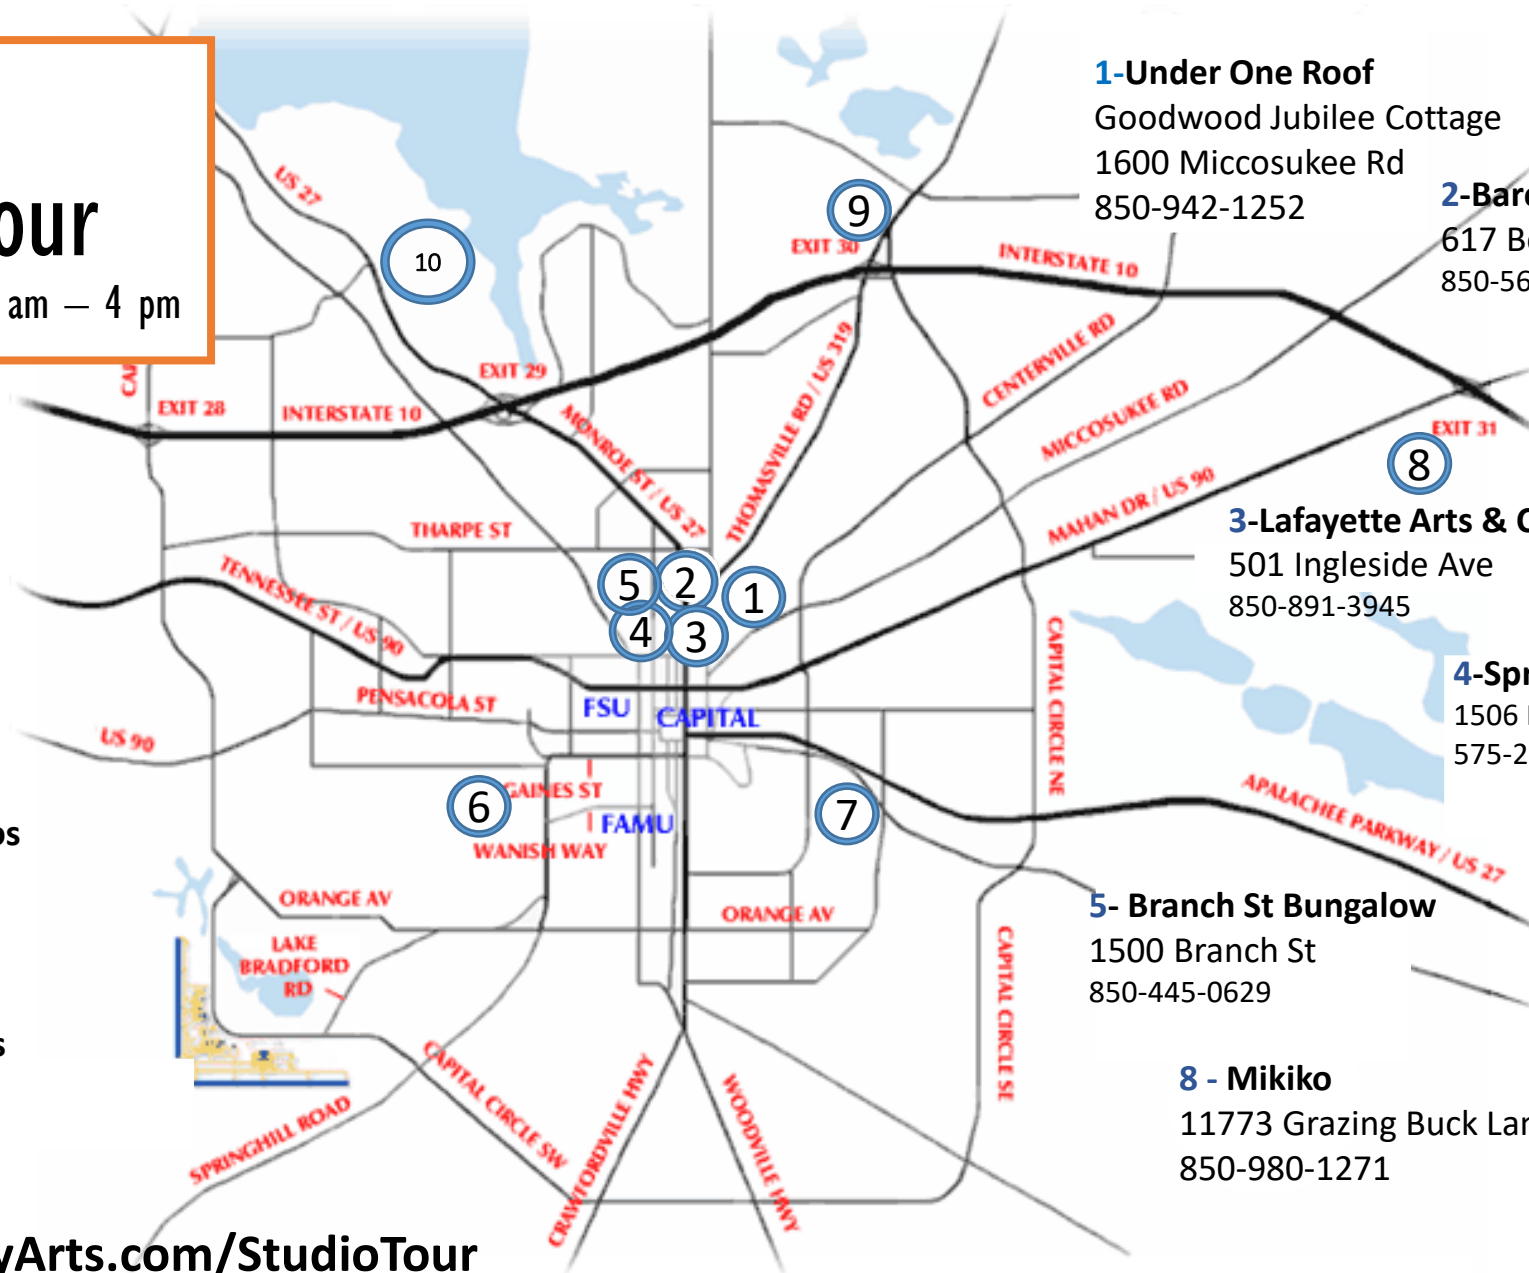 am – 4 pm
1-Under One Roof
Goodwood Jubilee Cottage
1600 Miccosukee Rd
850-942-1252
617
850-56
3-Lafayette Arts &
501 Ingleside Ave
850-891-3945
1506
575-2
5- Branch St Bungalow
1500 Branch St
850-445-0629
8 - Mikiko
11773 Grazing Buck
850-980-1271
yArts.com/StudioTour
US 27
10
9
EXIT 30
INTERSTATE 10
EXIT 29
EXIT 28
INTERSTATE 10
MONROE ST / US 27
THOMASVILLE RD / US 319
CENTERVILLE RD
MICCOSUKEE RD
EXIT 31
8
MAHAN DR / US 90
THARPE ST
TENNESSEE ST / US 90
5
2
1
4
3
PENSACOLA ST
FSU
CAPITAL
CAPITAL CIRCLE NE
US 90
6
GAINES ST
FAMU
WANISH WAY
7
APALACHEE PARKWAY / US 27
ORANGE AV
ORANGE AV
LAKE
BRADFORD
RD
CAPITAL CIRCLE SE
CAPITAL CIRCLE SW
SPRINGHILL ROAD
CRAWFORDVILLE HWY
WOODVILLE HWY